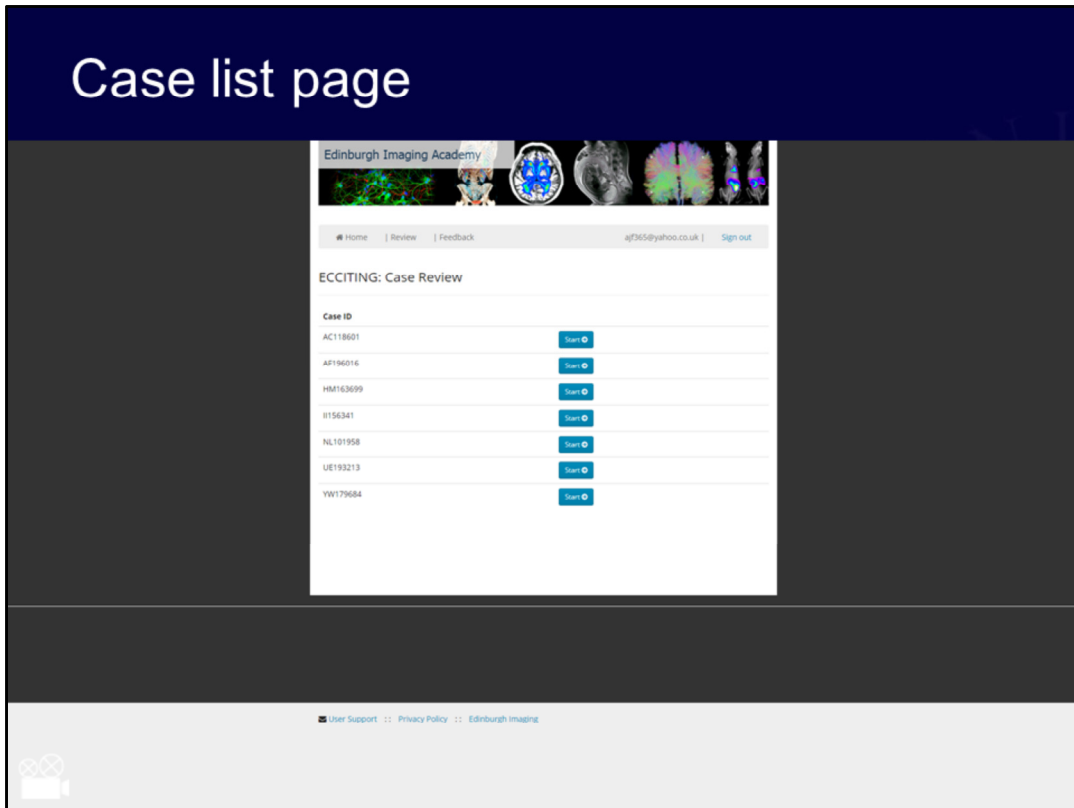 Case list page
Edinburgh Imaging Academy
Home | Review | Feedback ajf365@yahoo.co.uk | Sign out
ECCITING: Case Review
Case ID
AC118601 Start
AF196016 Start
HM163699 Start
II156341 Start
NL101958 Start
UE193213 Start
YW179684 Start
User Support :: Privacy Policy :: Edinburgh Imaging